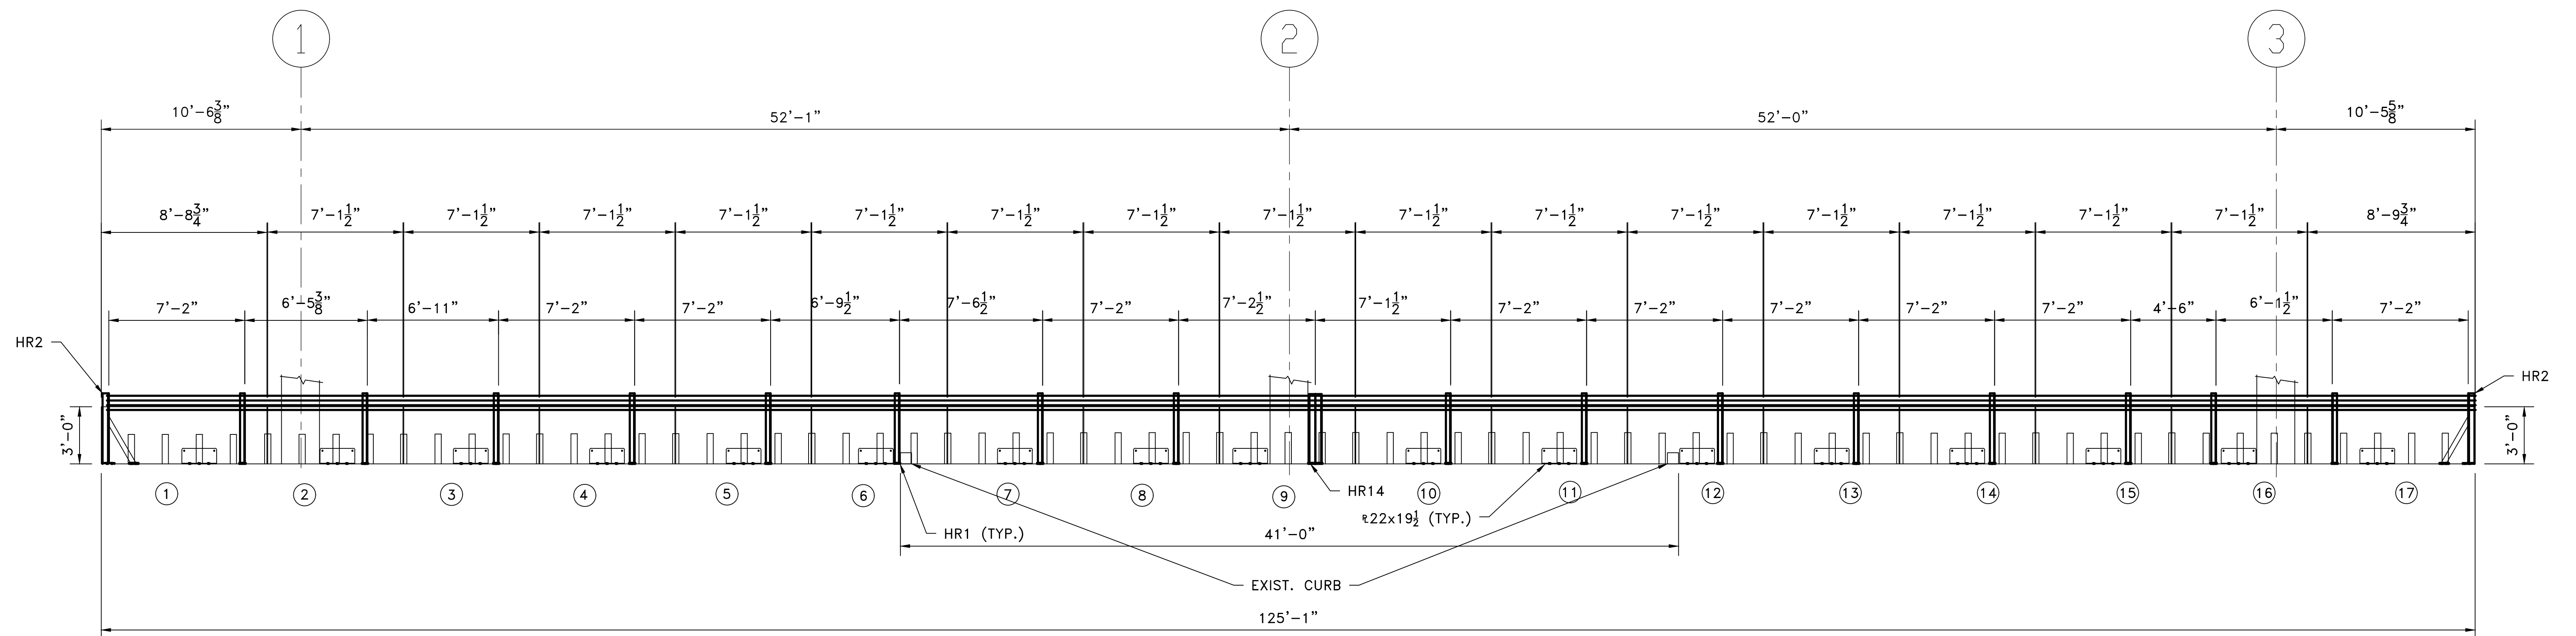 1 2 3
10'-6 3/8" 52'-1" 52'-0" 10'-5 5/8"
8'-8 3/4" 7'-1 1/2" 7'-1 1/2" 7'-1 1/2" 7'-1 1/2" 7'-1 1/2" 7'-1 1/2" 7'-1 1/2" 7'-1 1/2" 7'-1 1/2" 7'-1 1/2" 7'-1 1/2" 7'-1 1/2" 7'-1 1/2" 7'-1 1/2" 7'-1 1/2" 8'-9 3/4"
7'-2" 6'-5 3/8" 6'-11" 7'-2" 7'-2" 6'-9 1/2" 7'-6 1/2" 7'-2" 7'-2 1/2" 7'-1 1/2" 7'-2" 7'-2" 7'-2" 7'-2" 7'-2" 4'-6" 6'-1 1/2" 7'-2"
HR2 HR2
3'-0" 3'-0"
1 2 3 4 5 6 7 8 9 HR14 10 11 12 13 14 15 16 17
℄22x19 1/2 (TYP.)
HR1 (TYP.)
41'-0"
EXIST. CURB
125'-1"